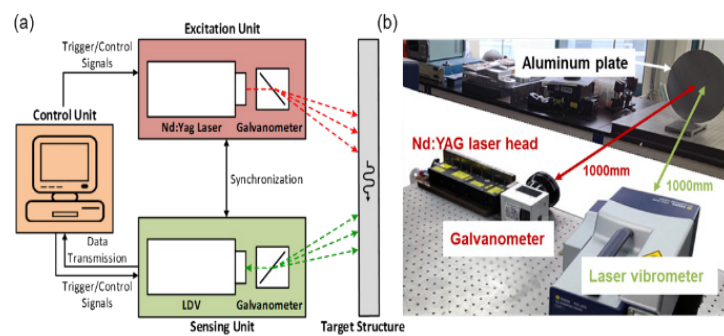 (a)
Excitation Unit
Trigger/Control
Signals
Nd:Yag Laser
Galvanometer
Control Unit
Synchronization
Data
Transmission
Trigger/Control
Signals
LDV
Galvanometer
Sensing Unit
Target Structure
(b)
Aluminum plate
Nd:YAG laser head
1000mm
1000mm
Galvanometer
Laser vibrometer